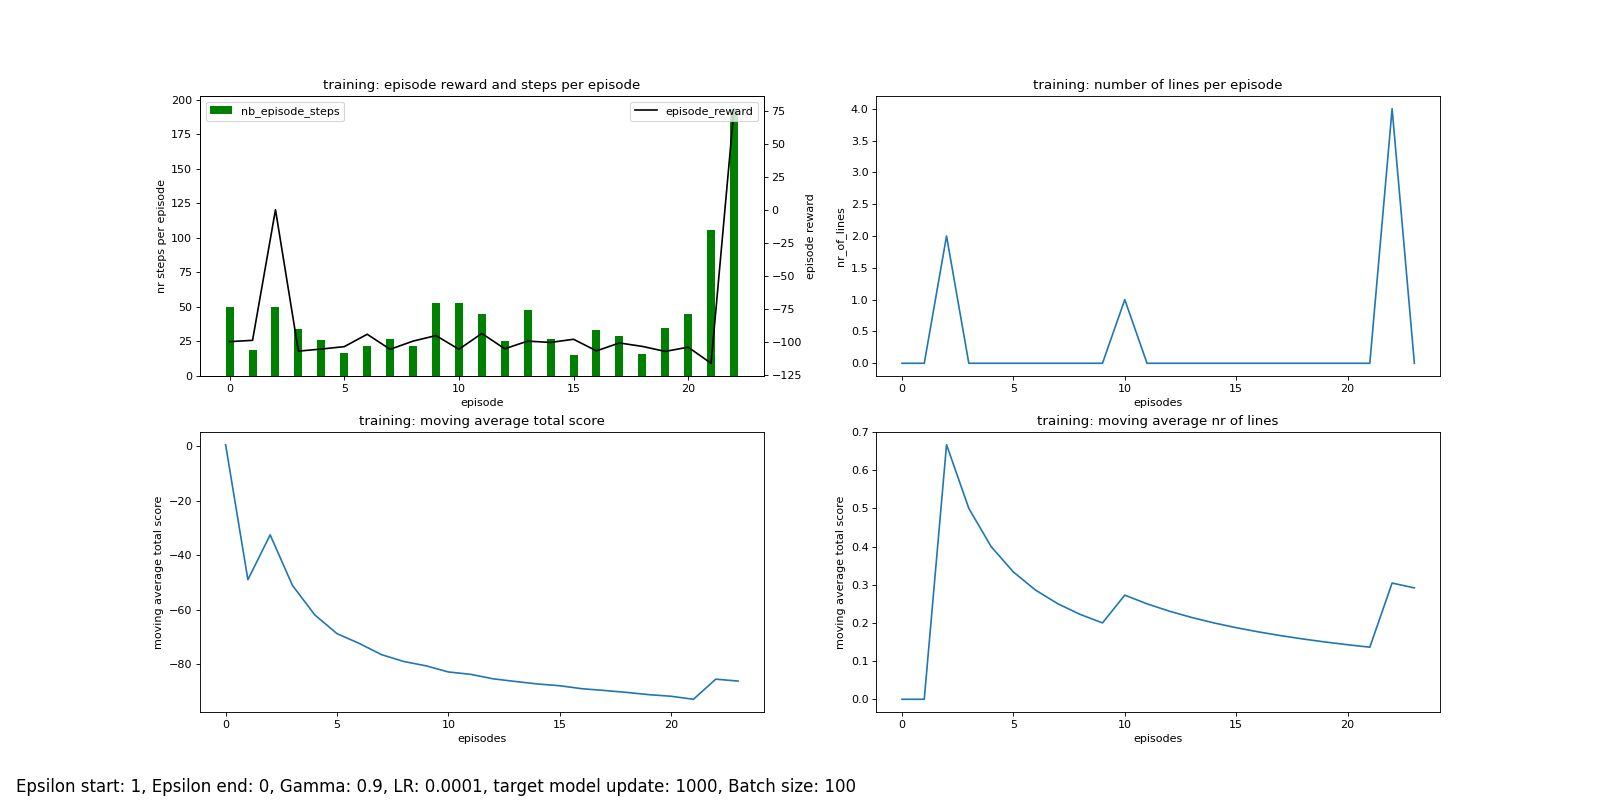 training: episode reward and steps per episode
nb_episode_steps
episode_reward
200
175
150
125
100
75
50
25
0
nr steps per episode
75
50
25
0
−25
−50
−75
−100
−125
episode reward
0 5 10 15 20
episode
training: number of lines per episode
4.0
3.5
3.0
2.5
2.0
1.5
1.0
0.5
0.0
nr_of_lines
0 5 10 15 20
episodes
training: moving average total score
0
−20
−40
−60
−80
moving average total score
0 5 10 15 20
episodes
training: moving average nr of lines
0.7
0.6
0.5
0.4
0.3
0.2
0.1
0.0
moving average total score
0 5 10 15 20
episodes
Epsilon start: 1, Epsilon end: 0, Gamma: 0.9, LR: 0.0001, target model update: 1000, Batch size: 100